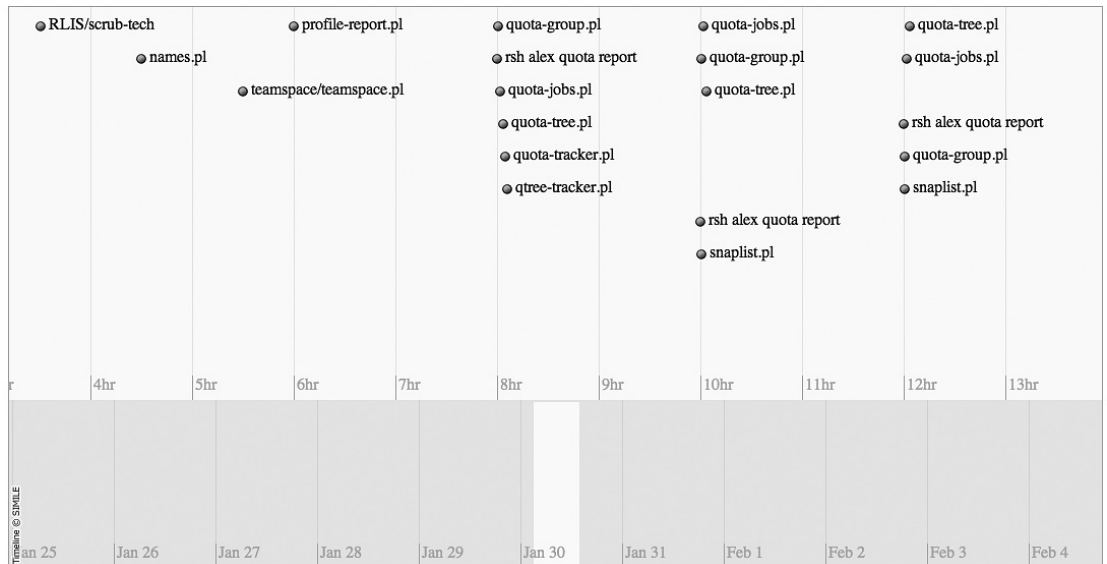 RLIS/scrub-tech
profile-report.pl
quota-group.pl
quota-jobs.pl
quota-tree.pl
names.pl
rsh alex quota report
quota-group.pl
quota-jobs.pl
teamspace/teamspace.pl
quota-jobs.pl
quota-tree.pl
quota-tree.pl
rsh alex quota report
quota-tracker.pl
quota-group.pl
qtree-tracker.pl
snaplist.pl
rsh alex quota report
snaplist.pl
r
4hr
5hr
6hr
7hr
8hr
9hr
10hr
11hr
12hr
13hr
Timeline © SIMILE
an 25
Jan 26
Jan 27
Jan 28
Jan 29
Jan 30
Jan 31
Feb 1
Feb 2
Feb 3
Feb 4